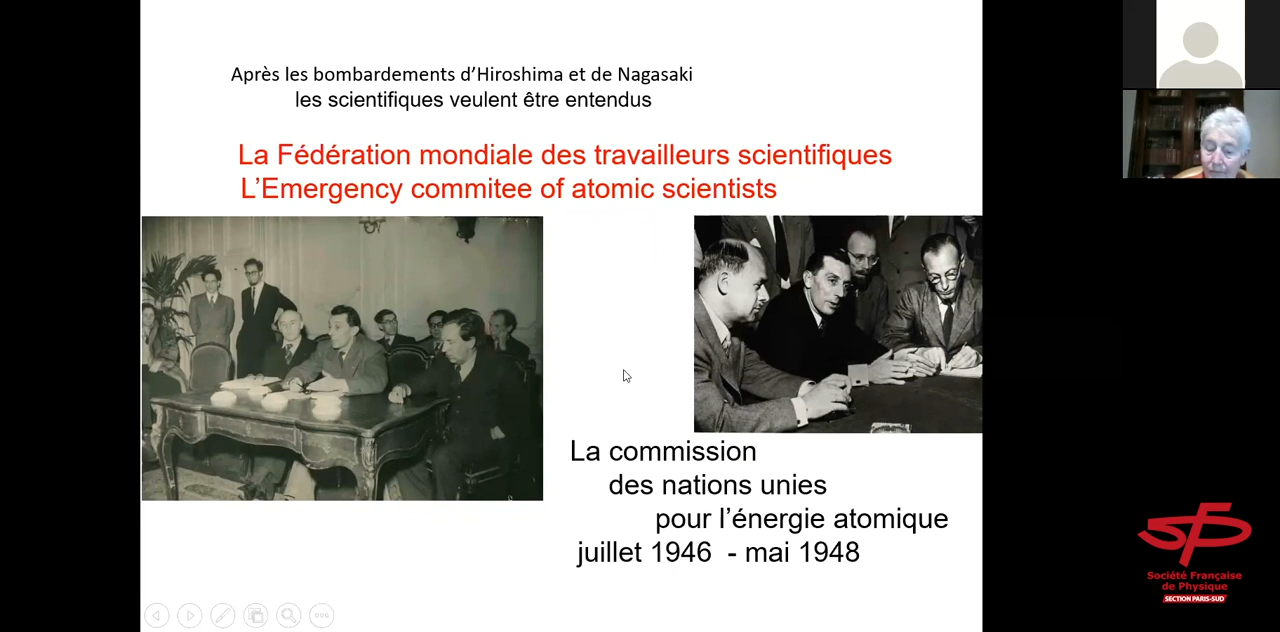 Après les bombardements d’Hiroshima et de Nagasaki
les scientifiques veulent être entendus
La Fédération mondiale des travailleurs scientifiques
L’Emergency commitee of atomic scientists
La commission
des nations unies
pour l’énergie atomique
juillet 1946 - mai 1948
sfp
Société Française
de Physique
SECTION PARIS-SUD